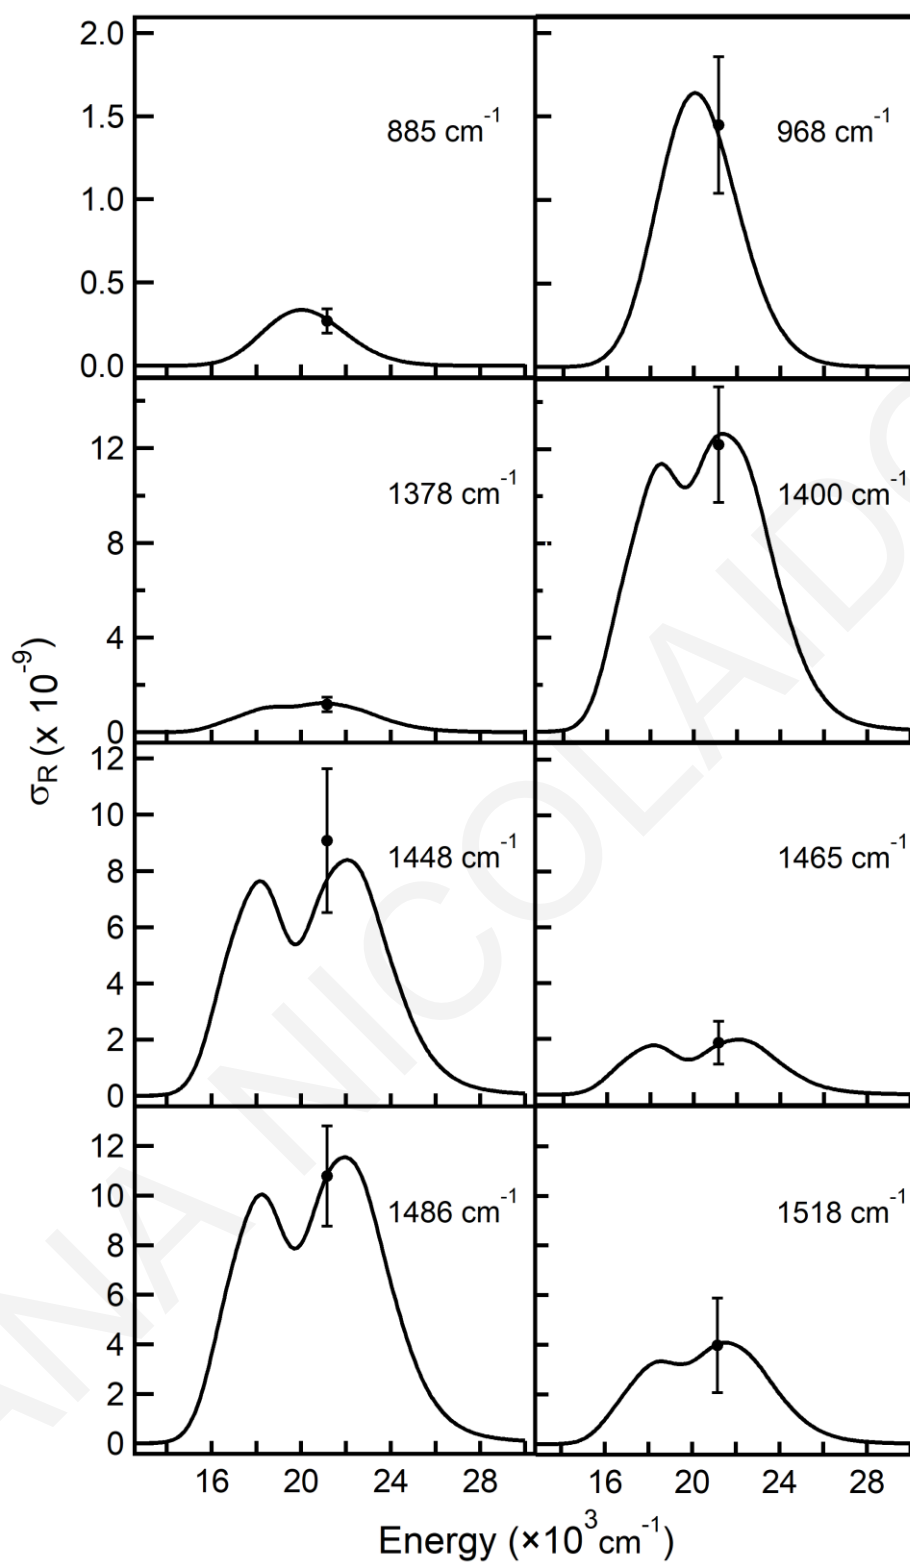 2.0
1.5
1.0
0.5
0.0
885 cm⁻¹
968 cm⁻¹
12
8
4
0
1378 cm⁻¹
1400 cm⁻¹
σR (x 10⁻⁹)
12
10
8
6
4
2
0
1448 cm⁻¹
1465 cm⁻¹
12
10
8
6
4
2
0
1486 cm⁻¹
1518 cm⁻¹
16 20 24 28 16 20 24 28
Energy (×10³cm⁻¹)
ANA NICOLAIDO